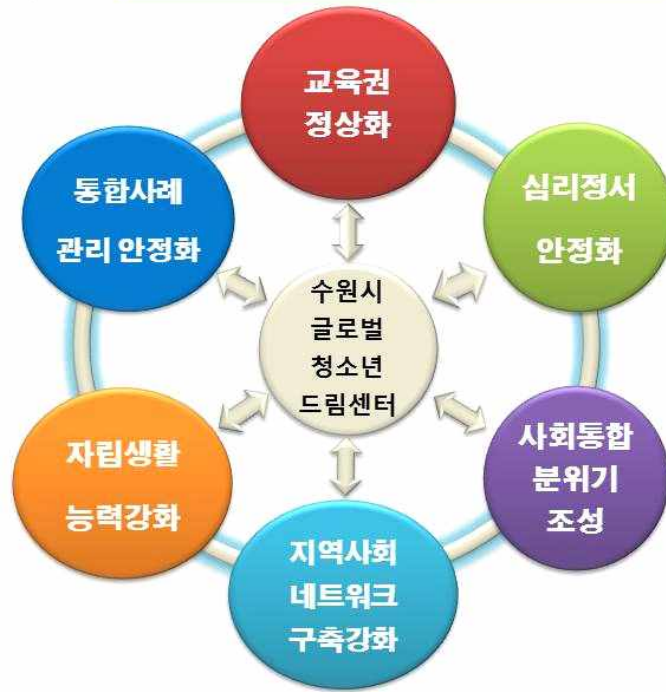 교육권
정상화
심리정서
안정화
사회통합
분위기
조성
지역사회
네트워크
구축강화
자립생활
능력강화
통합사례
관리 안정화
수원시
글로벌
청소년
드림센터